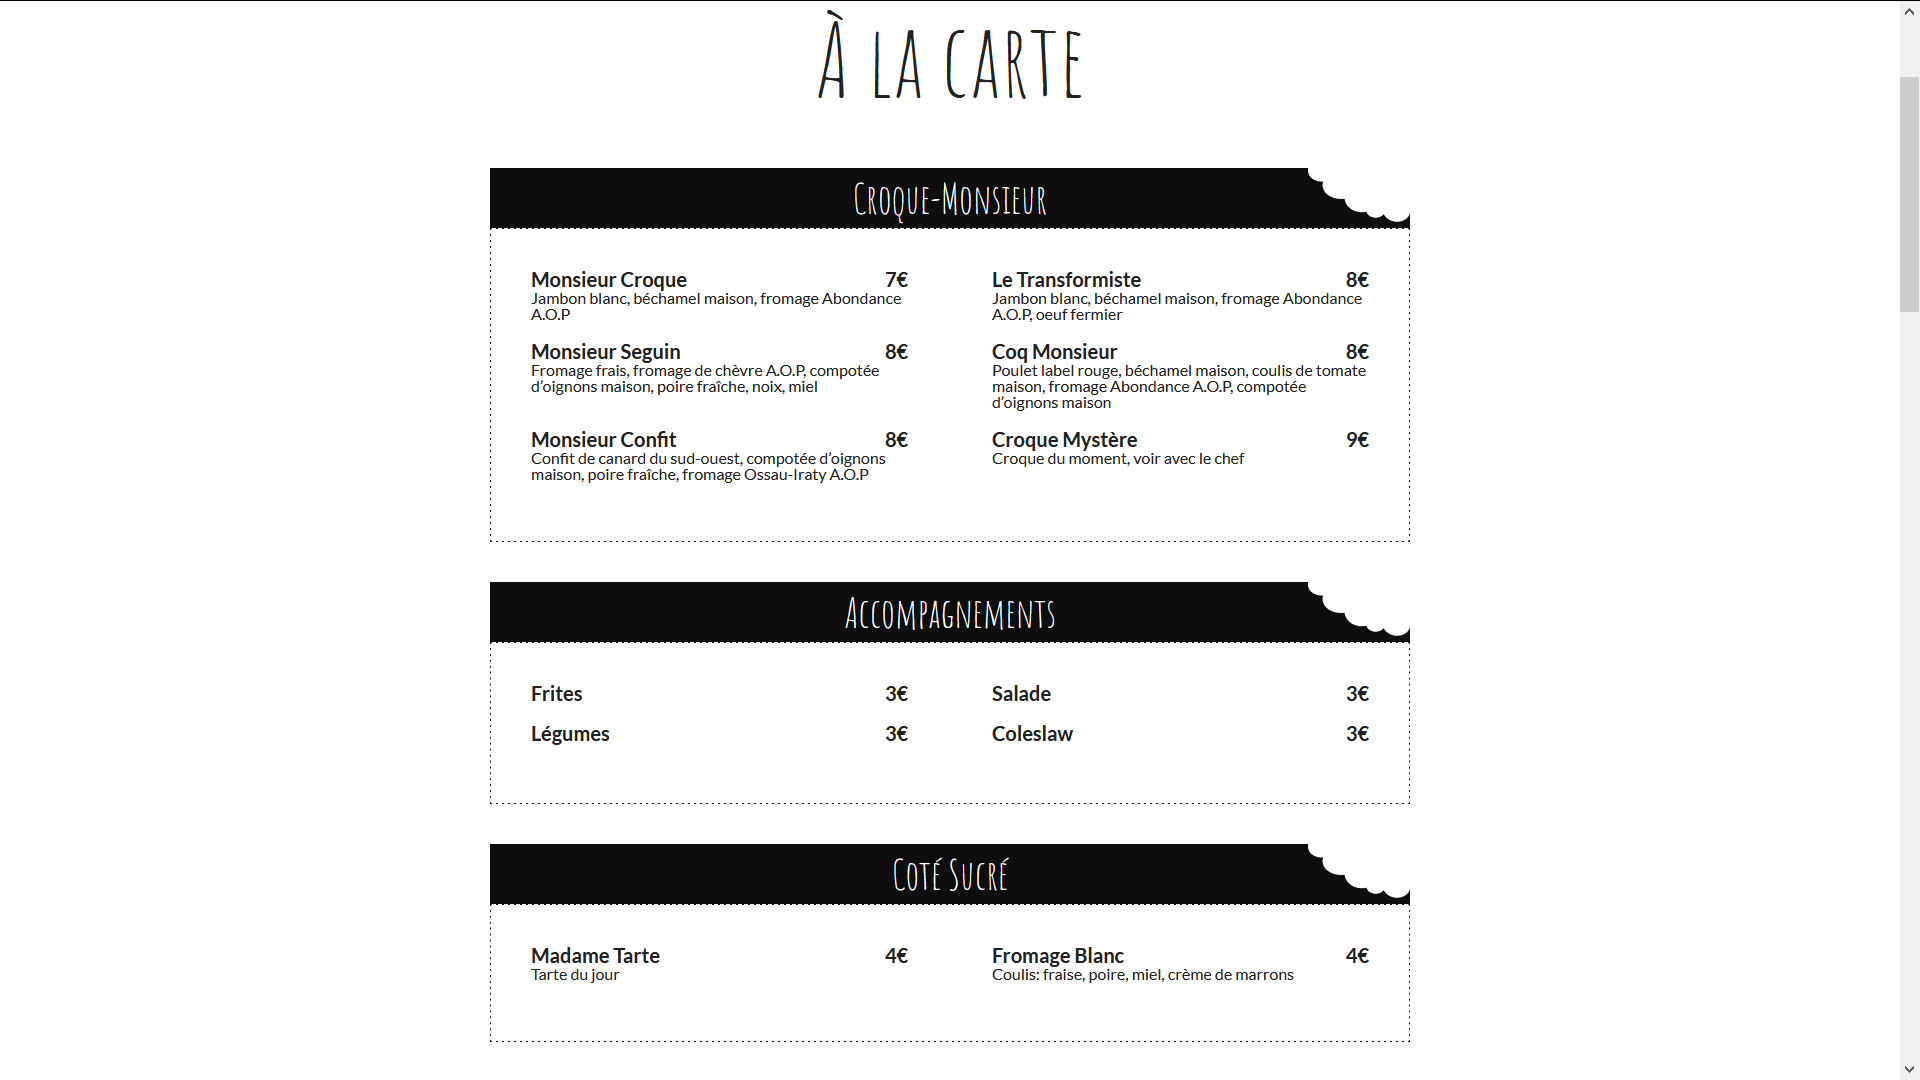 À la carte
Croque-Monsieur
Monsieur Croque 7€
Jambon blanc, béchamel maison, fromage Abondance
A.O.P
Le Transformiste 8€
Jambon blanc, béchamel maison, fromage Abondance
A.O.P, oeuf fermier
Monsieur Seguin 8€
Fromage frais, fromage de chèvre A.O.P, compotée
d’oignons maison, poire fraîche, noix, miel
Coq Monsieur 8€
Poulet label rouge, béchamel maison, coulis de tomate
maison, fromage Abondance A.O.P, compotée
d’oignons maison
Monsieur Confit 8€
Confit de canard du sud-ouest, compotée d’oignons
maison, poire fraîche, fromage Ossau-Iraty A.O.P
Croque Mystère 9€
Croque du moment, voir avec le chef
Accompagnements
Frites 3€
Salade 3€
Légumes 3€
Coleslaw 3€
Coté Sucré
Madame Tarte 4€
Tarte du jour
Fromage Blanc 4€
Coulis: fraise, poire, miel, crème de marrons